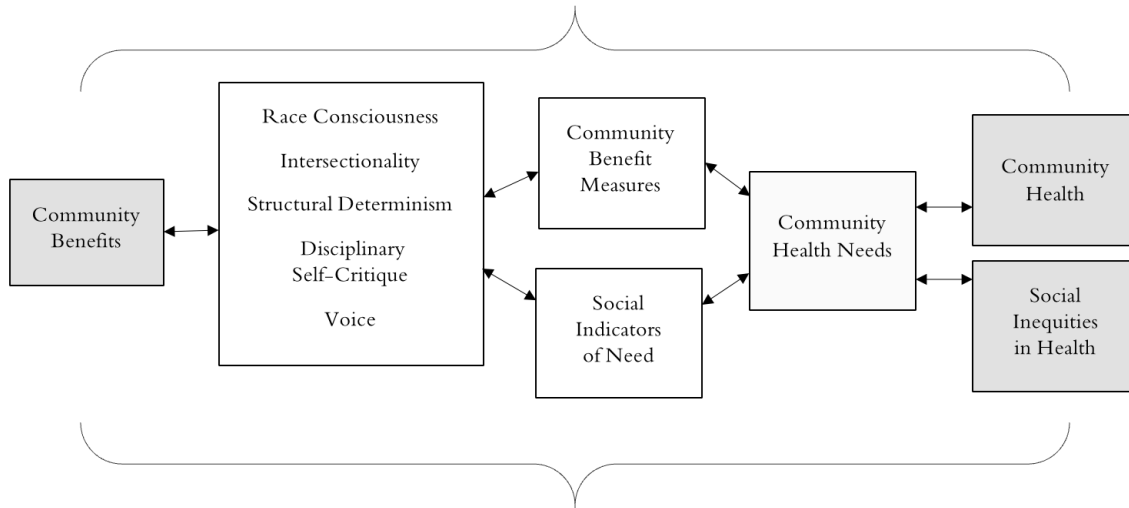 Community
Benefits
Race Consciousness
Intersectionality
Structural Determinism
Disciplinary
Self-Critique
Voice
Community
Benefit
Measures
Social
Indicators
of Need
Community
Health Needs
Community
Health
Social
Inequities
in Health